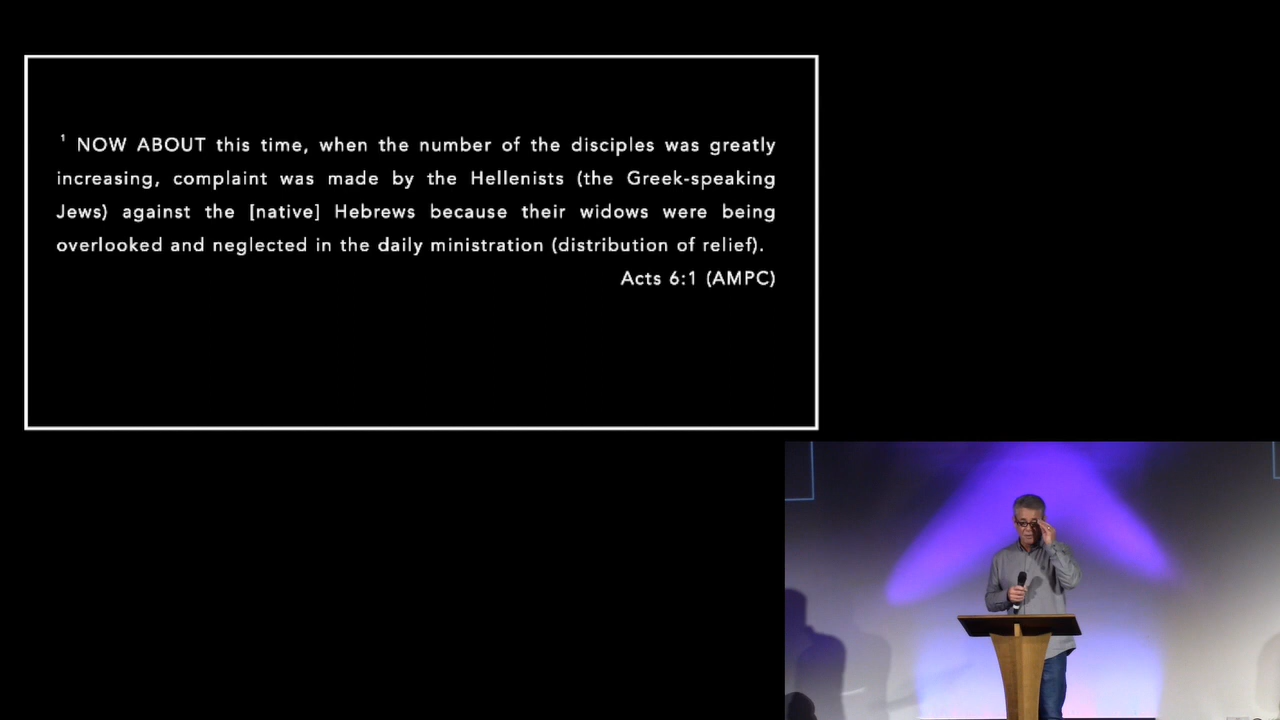 ¹ NOW ABOUT this time, when the number of the disciples was greatly
increasing, complaint was made by the Hellenists (the Greek-speaking
Jews) against the [native] Hebrews because their widows were being
overlooked and neglected in the daily ministration (distribution of relief).
Acts 6:1 (AMPC)